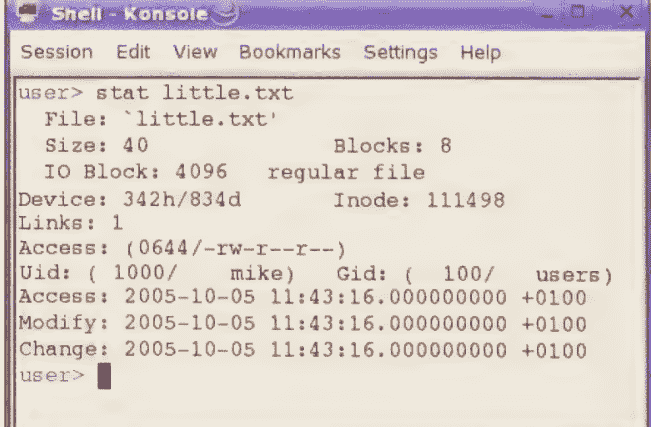 Shell - Konsole
Session Edit View Bookmarks Settings Help
user> stat little.txt
File: `little.txt'
Size: 40 Blocks: 8
IO Block: 4096 regular file
Device: 342h/834d Inode: 111498
Links: 1
Access: (0644/-rw-r--r--)
Uid: ( 1000/ mike) Gid: ( 100/ users)
Access: 2005-10-05 11:43:16.000000000 +0100
Modify: 2005-10-05 11:43:16.000000000 +0100
Change: 2005-10-05 11:43:16.000000000 +0100
user>